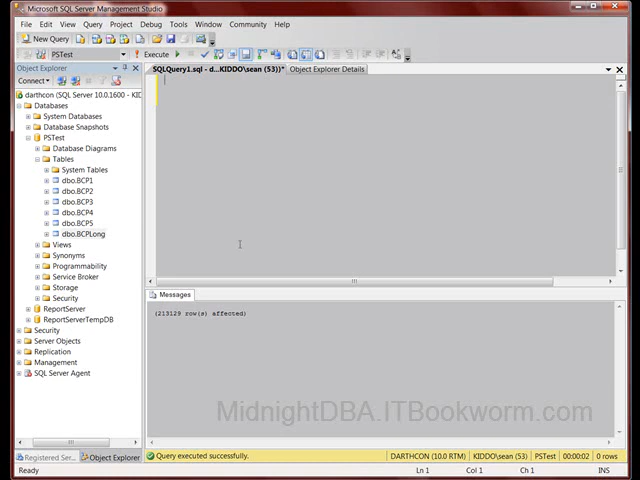 Microsoft SQL Server Management Studio
File Edit View Query Project Debug Tools Window Community Help
New Query
PSTest Execute
Object Explorer
SQLQuery1.sql - d...KIDDO\sean (53))* Object Explorer Details
Connect
darthcon (SQL Server 10.0.1600 - KID
Databases
System Databases
Database Snapshots
PSTest
Database Diagrams
Tables
System Tables
dbo.BCP1
dbo.BCP2
dbo.BCP3
dbo.BCP4
dbo.BCP5
dbo.BCPLong
Views
Synonyms
Programmability
Service Broker
Storage
Security
ReportServer
ReportServerTempDB
Security
Server Objects
Replication
Management
SQL Server Agent
Messages
(213129 row(s) affected)
MidnightDBA.ITBookworm.com
Registered Ser... Object Explorer
Query executed successfully. DARTHCON (10.0 RTM) KIDDO\sean (53) PSTest 00:00:02 0 rows
Ready Ln 1 Col 1 Ch 1 INS